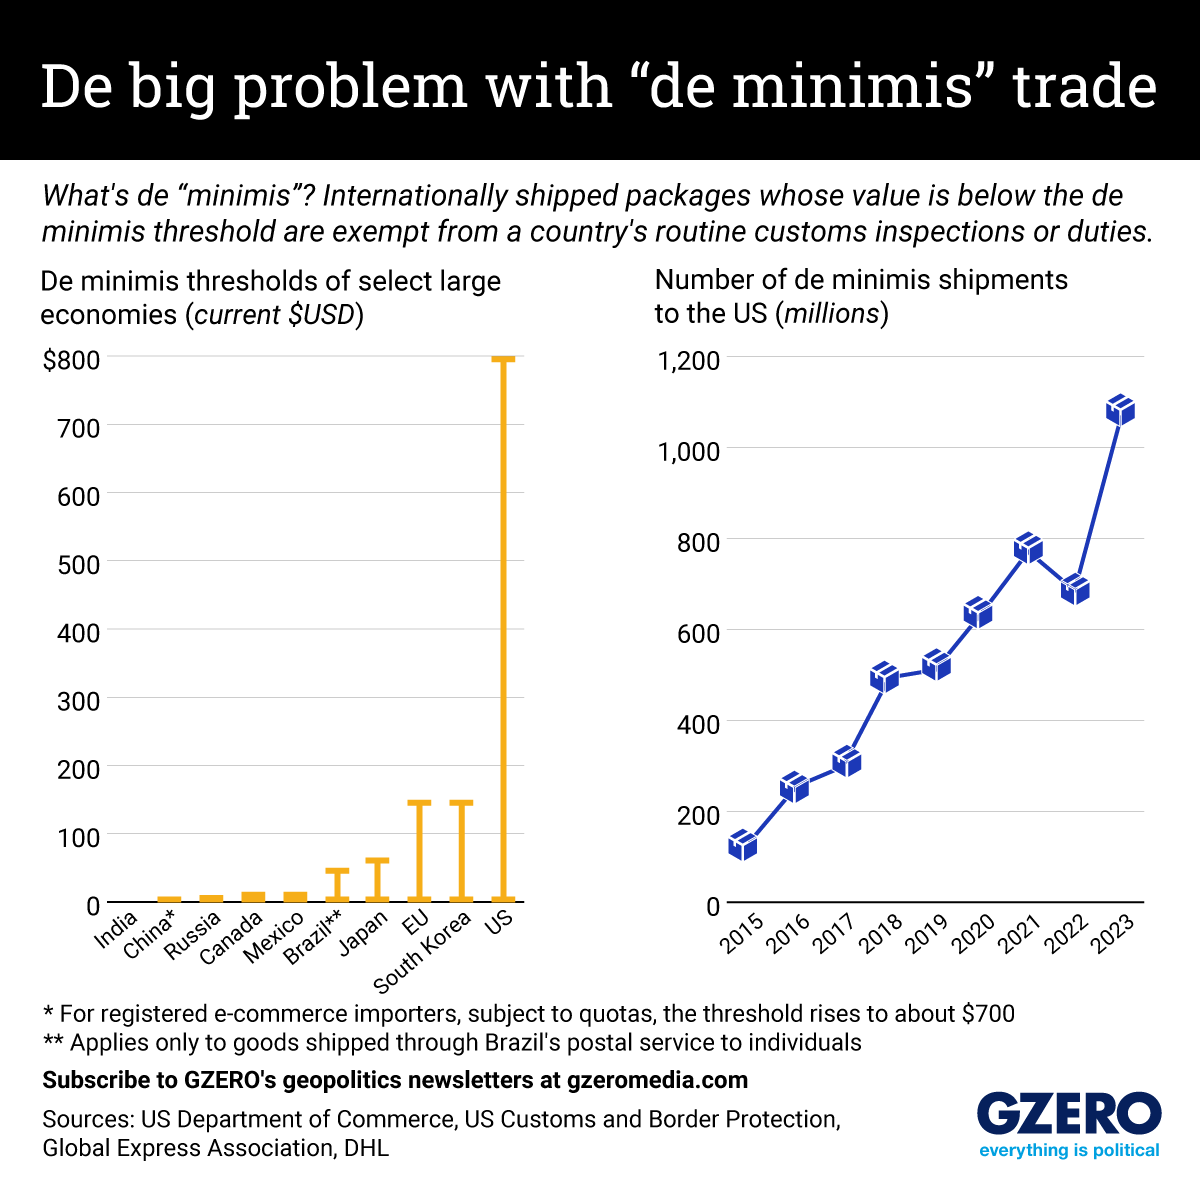 De big problem with “de minimis” trade
What's de “minimis”? Internationally shipped packages whose value is below the de
minimis threshold are exempt from a country's routine customs inspections or duties.
De minimis thresholds of select large
economies (current $USD)
$800
700
600
500
400
300
200
100
0
India
China*
Russia
Canada
Mexico
Brazil**
Japan
EU
South Korea
US
Number of de minimis shipments
to the US (millions)
1,200
1,000
800
600
400
200
0
2015
2016
2017
2018
2019
2020
2021
2022
2023
* For registered e-commerce importers, subject to quotas, the threshold rises to about $700
** Applies only to goods shipped through Brazil's postal service to individuals
Subscribe to GZERO's geopolitics newsletters at gzeromedia.com
Sources: US Department of Commerce, US Customs and Border Protection,
Global Express Association, DHL
GZERO
everything is political